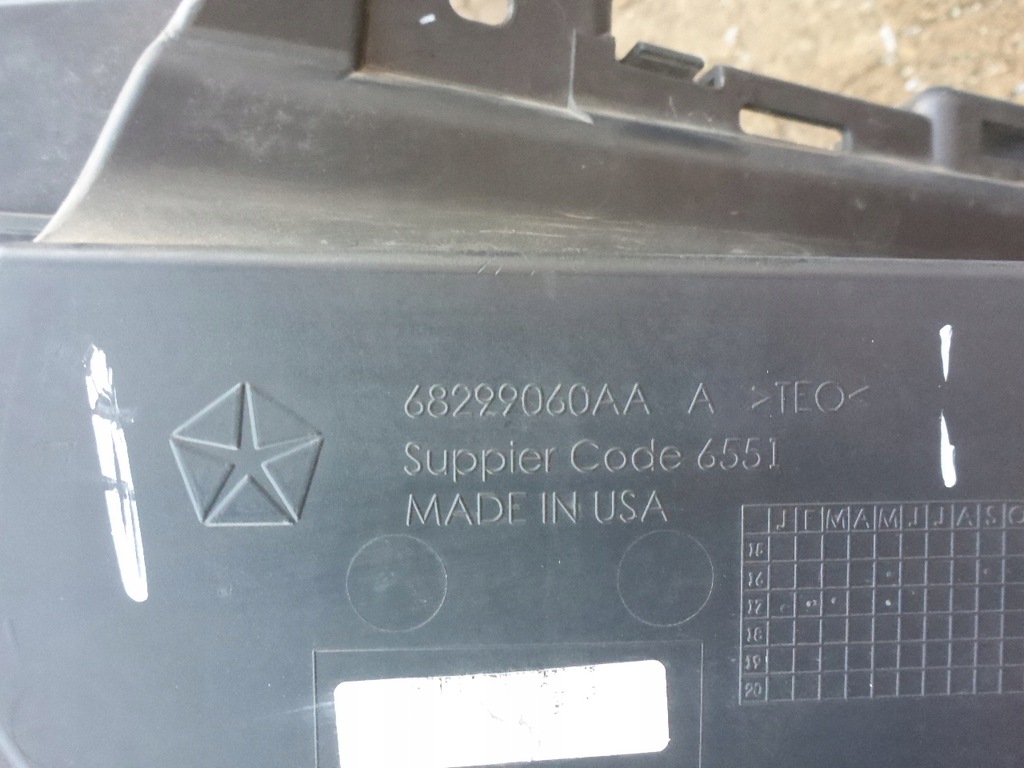 68299060AA A >TEO<
Suppier Code 6551
MADE IN USA
J F M A M J J A S O
15
16
17
18
19
20